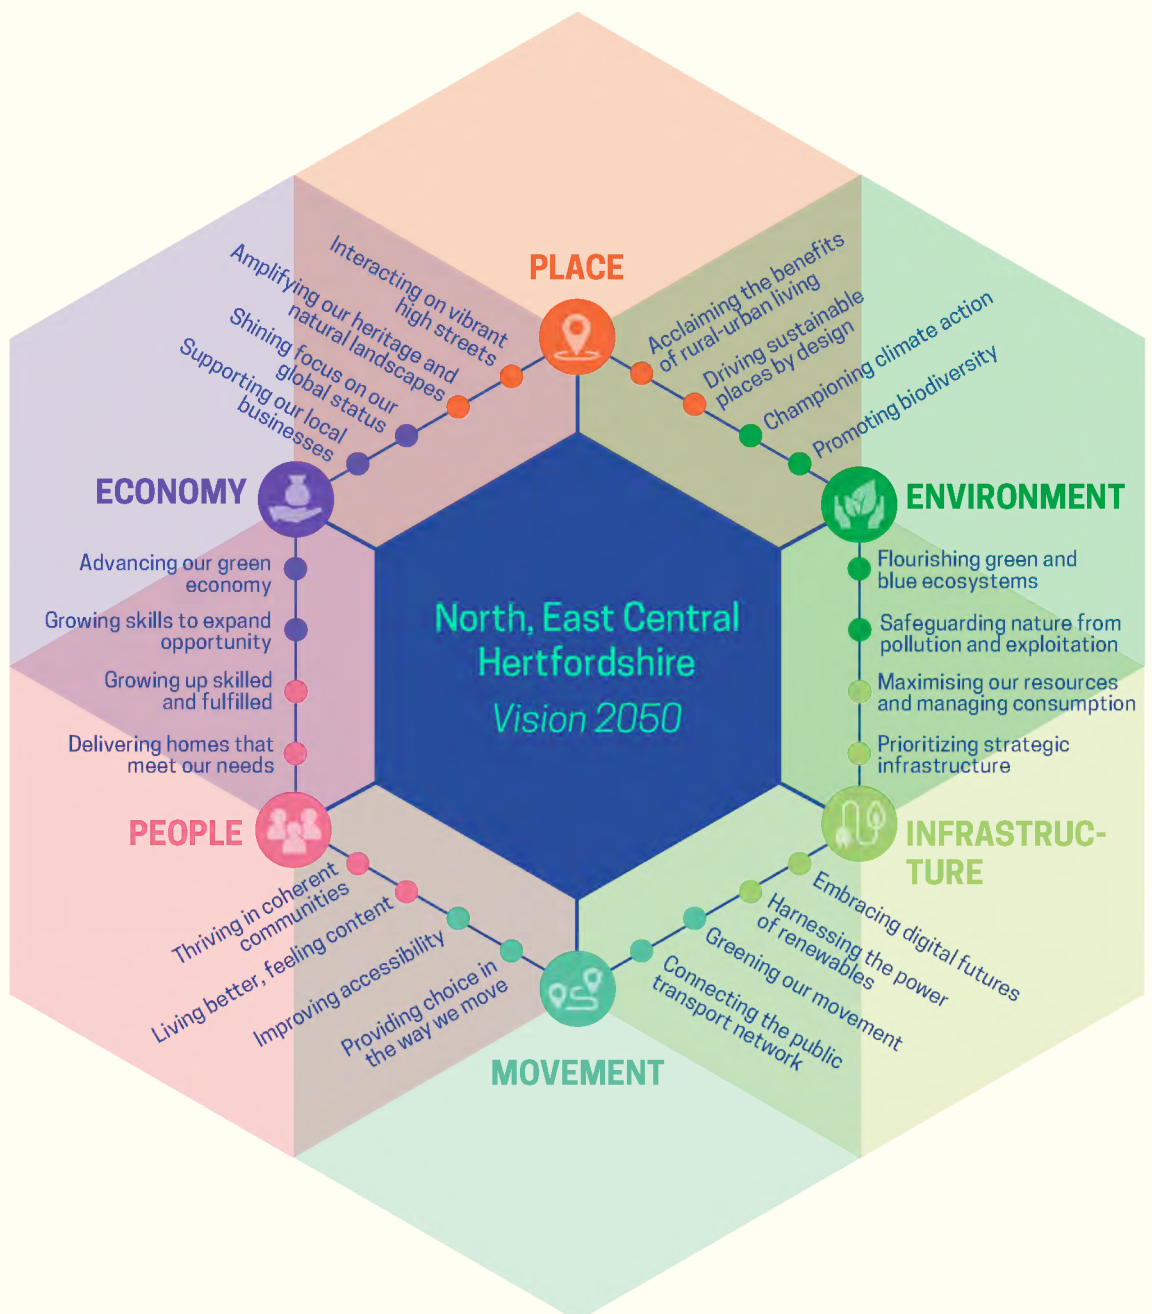 PLACE
Interacting on vibrant
high streets
Amplifying our heritage and
natural landscapes
Shining focus on our
global status
Supporting our local
businesses
Acclaiming the benefits
of rural-urban living
Driving sustainable
places by design
Championing climate action
Promoting biodiversity
ECONOMY
ENVIRONMENT
Advancing our green
economy
Growing skills to expand
opportunity
Growing up skilled
and fulfilled
Delivering homes that
meet our needs
North, East Central
Hertfordshire
Vision 2050
Flourishing green and
blue ecosystems
Safeguarding nature from
pollution and exploitation
Maximising our resources
and managing consumption
Prioritizing strategic
infrastructure
PEOPLE
INFRASTRUC-
TURE
Thriving in coherent
communities
Living better, feeling content
Improving accessibility
Providing choice in
the way we move
Embracing digital futures
Harnessing the power
of renewables
Greening our movement
Connecting the public
transport network
MOVEMENT